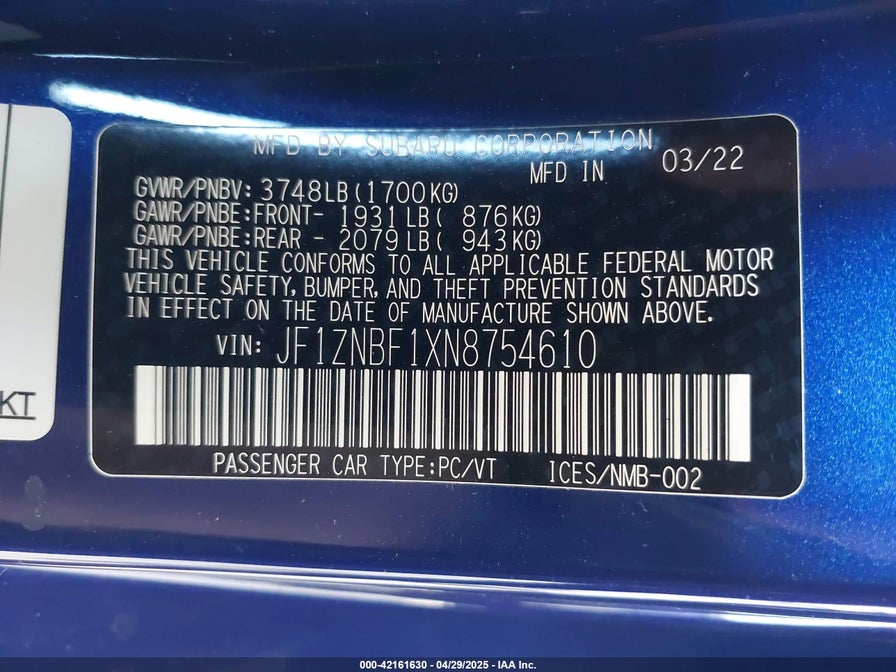 MFD BY SUBARU CORPORATION
MFD IN 03/22
GVWR/PNBV: 3748LB(1700KG)
GAWR/PNBE:FRONT- 1931LB( 876KG)
GAWR/PNBE:REAR - 2079LB( 943KG)
THIS VEHICLE CONFORMS TO ALL APPLICABLE FEDERAL MOTOR
VEHICLE SAFETY, BUMPER, AND THEFT PREVENTION STANDARDS
IN EFFECT ON THE DATE OF MANUFACTURE SHOWN ABOVE.
VIN: JF1ZNBF1XN8754610
PASSENGER CAR TYPE:PC/VT ICES/NMB-002
KT
000-42161630 - 04/29/2025 - IAA Inc.